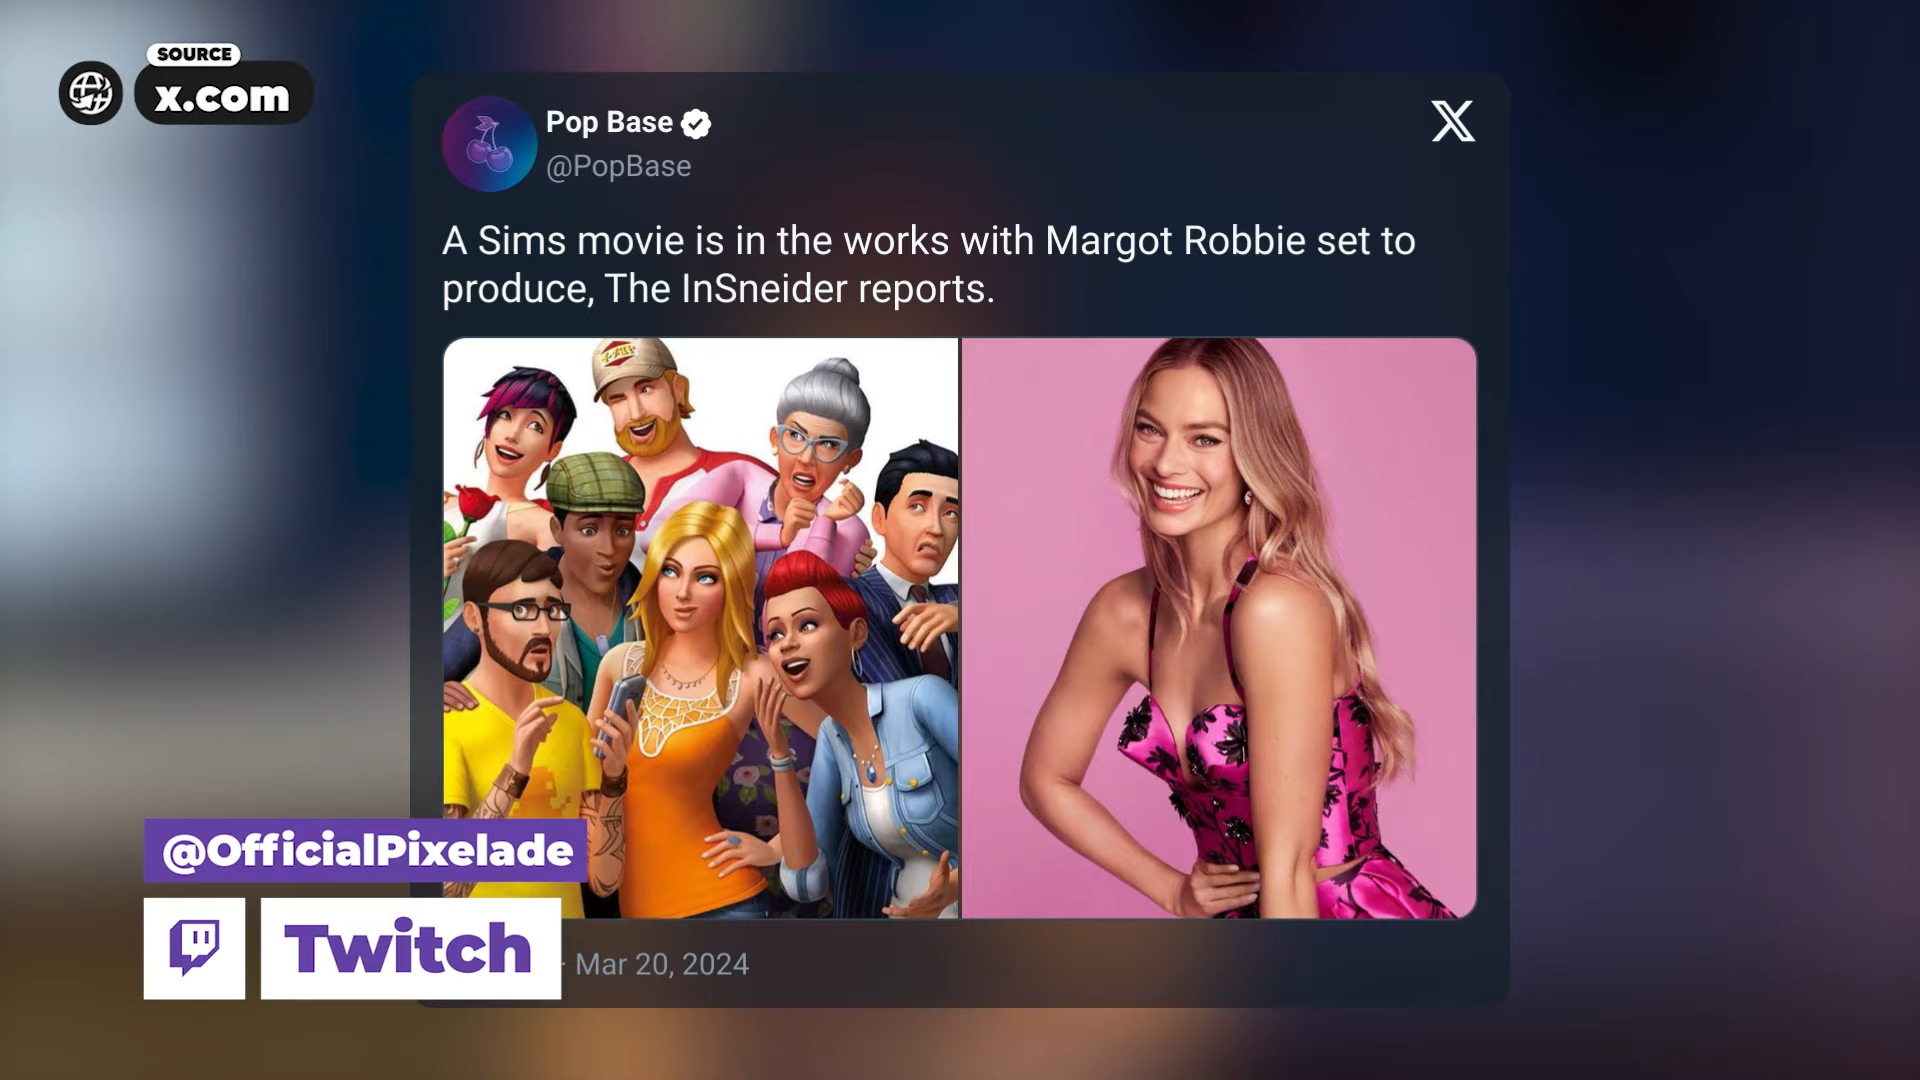 SOURCE
x.com
Pop Base
@PopBase
A Sims movie is in the works with Margot Robbie set to
produce, The InSneider reports.
@OfficialPixelade
Twitch
· Mar 20, 2024